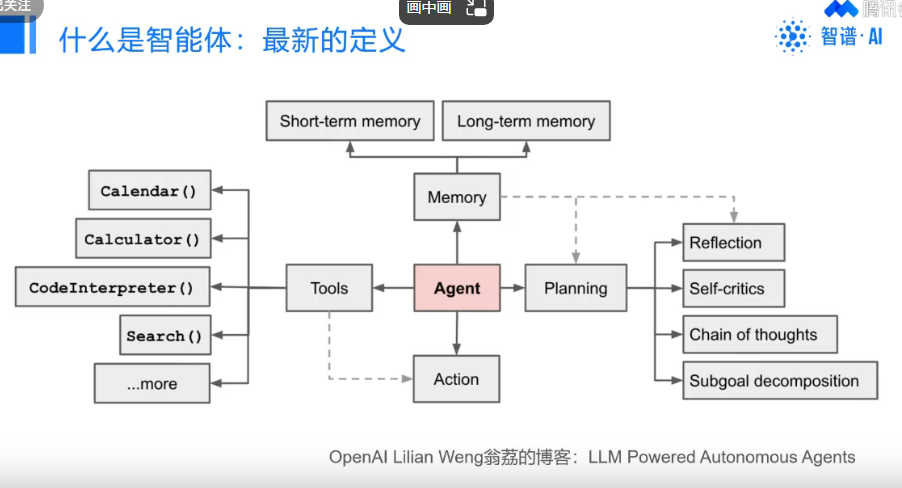 已关注
画中画
腾讯会
什么是智能体：最新的定义
智谱·AI
Short-term memory
Long-term memory
Memory
Calendar()
Calculator()
CodeInterpreter()
Search()
...more
Tools
Agent
Planning
Action
Reflection
Self-critics
Chain of thoughts
Subgoal decomposition
OpenAI Lilian Weng翁荔的博客：LLM Powered Autonomous Agents